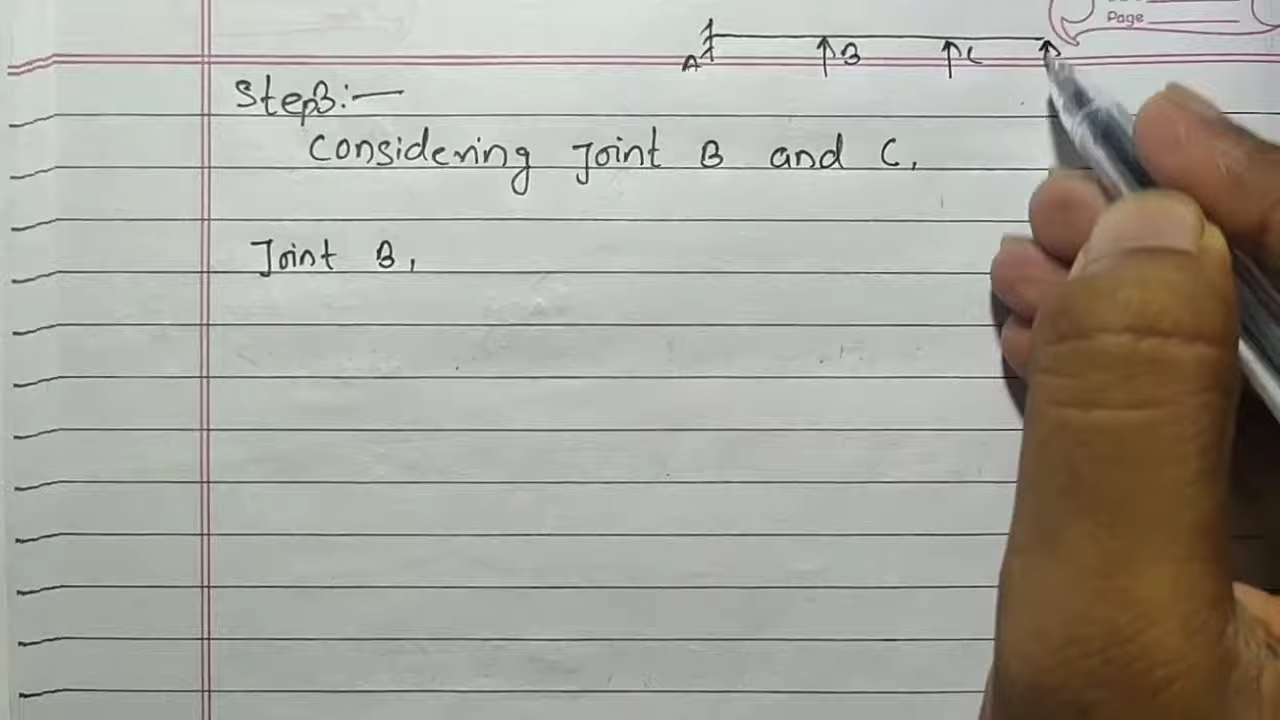 Page
A B C
Step3:-
Considering Joint B and C,
Joint B,